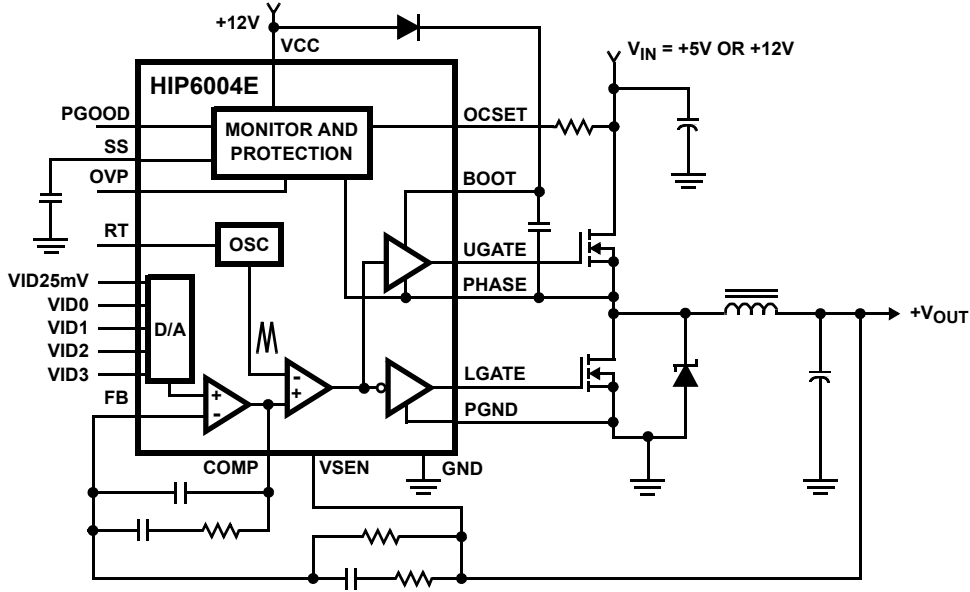 +12V
VCC
V_IN = +5V OR +12V
HIP6004E
PGOOD
MONITOR AND
PROTECTION
OCSET
SS
OVP
BOOT
RT
OSC
UGATE
VID25mV
PHASE
VID0
VID1
D/A
+V_OUT
VID2
VID3
LGATE
FB
+
-
-
+
PGND
COMP
VSEN
GND